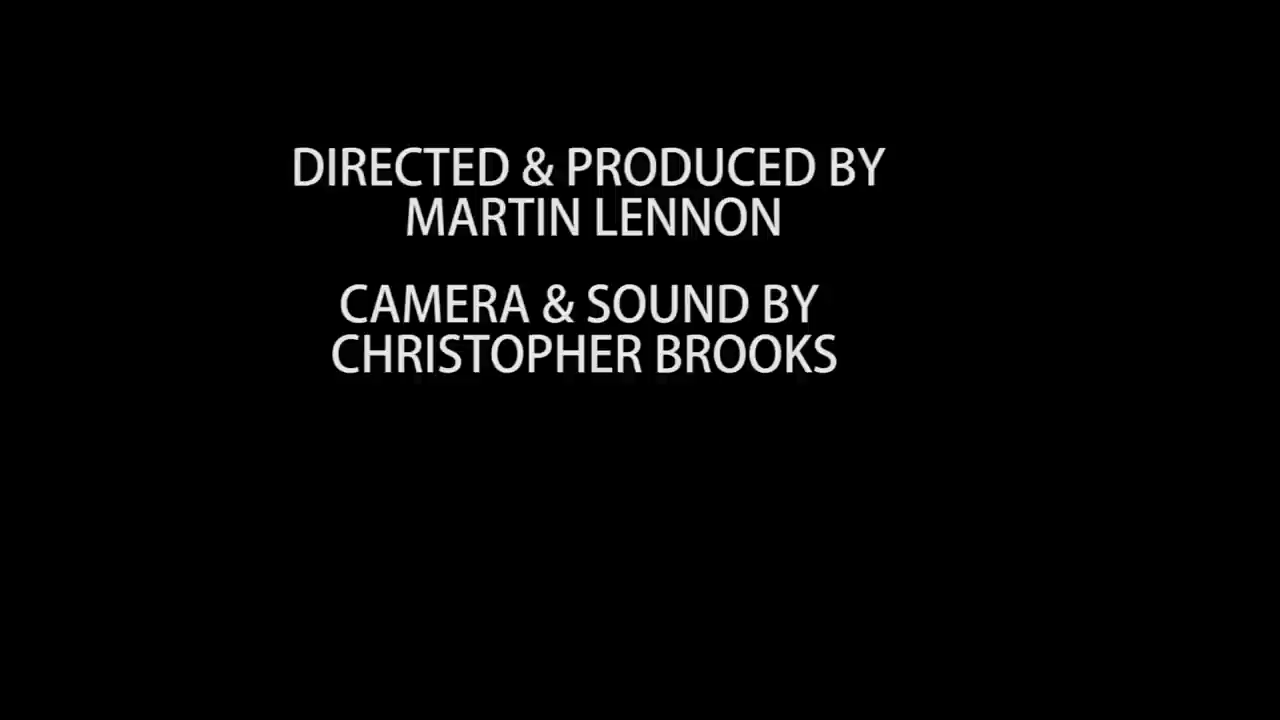 DIRECTED & PRODUCED BY
MARTIN LENNON
CAMERA & SOUND BY
CHRISTOPHER BROOKS